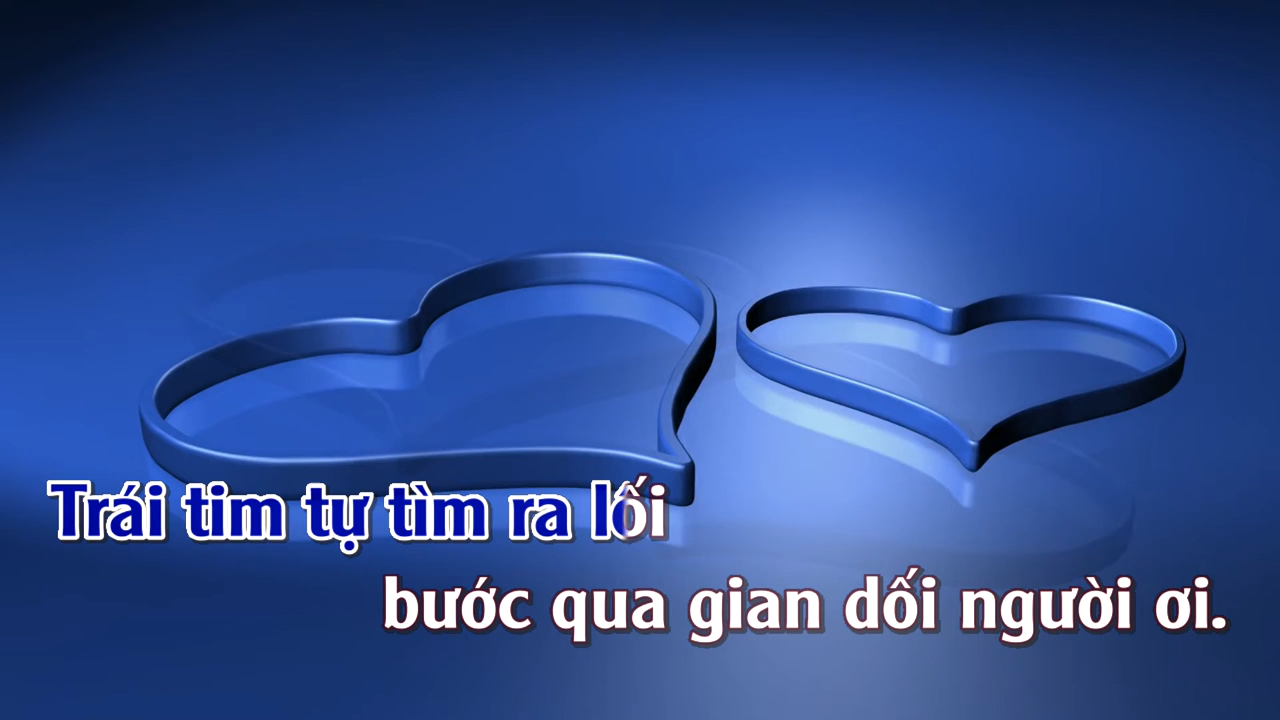 Trái tim tự tìm ra lối
bước qua gian dối người ơi.